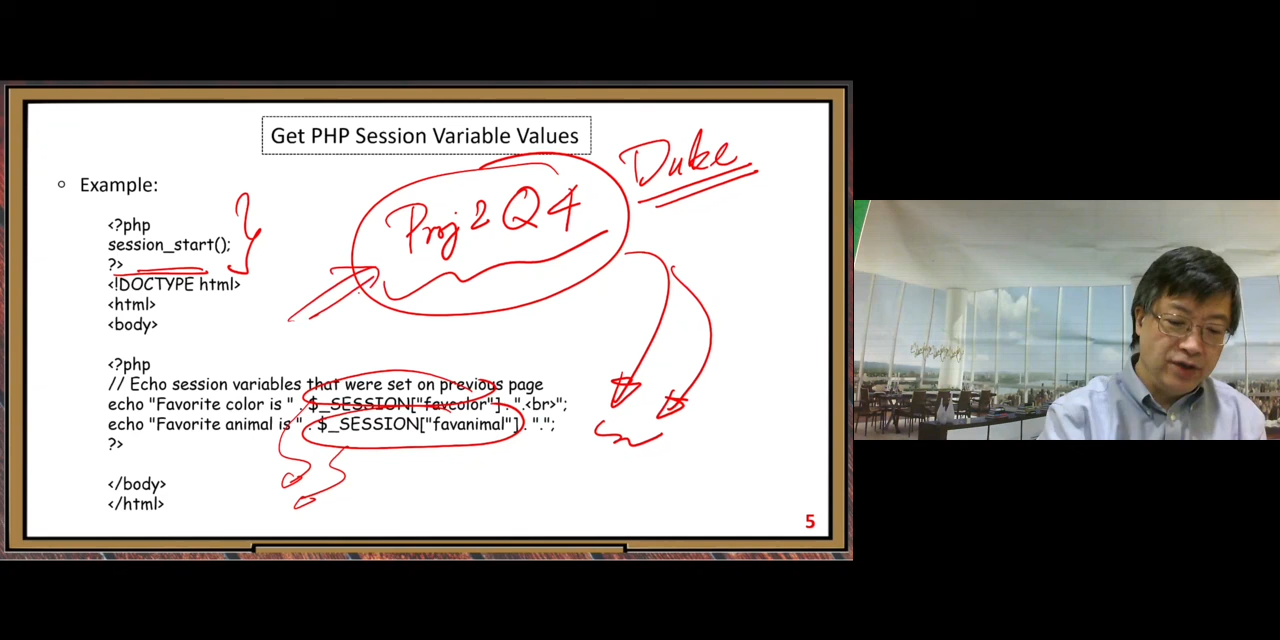 Get PHP Session Variable Values
Duke
Example:
Proj 2 Q4
<?php
session_start();
?>
<!DOCTYPE html>
<html>
<body>
<?php
// Echo session variables that were set on previous page
echo "Favorite color is " . $_SESSION["favcolor"] . ".<br>";
echo "Favorite animal is " . $_SESSION["favanimal"] . ".";
?>
</body>
</html>
5